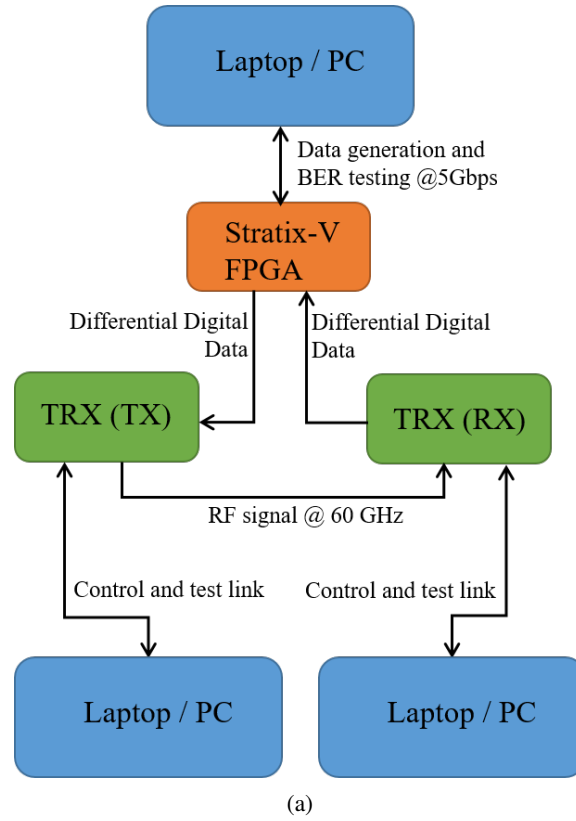 Laptop / PC
Data generation and
BER testing @5Gbps
Stratix-V
FPGA
Differential Digital
Data
Differential Digital
Data
TRX (TX)
TRX (RX)
RF signal @ 60 GHz
Control and test link
Control and test link
Laptop / PC
Laptop / PC
(a)